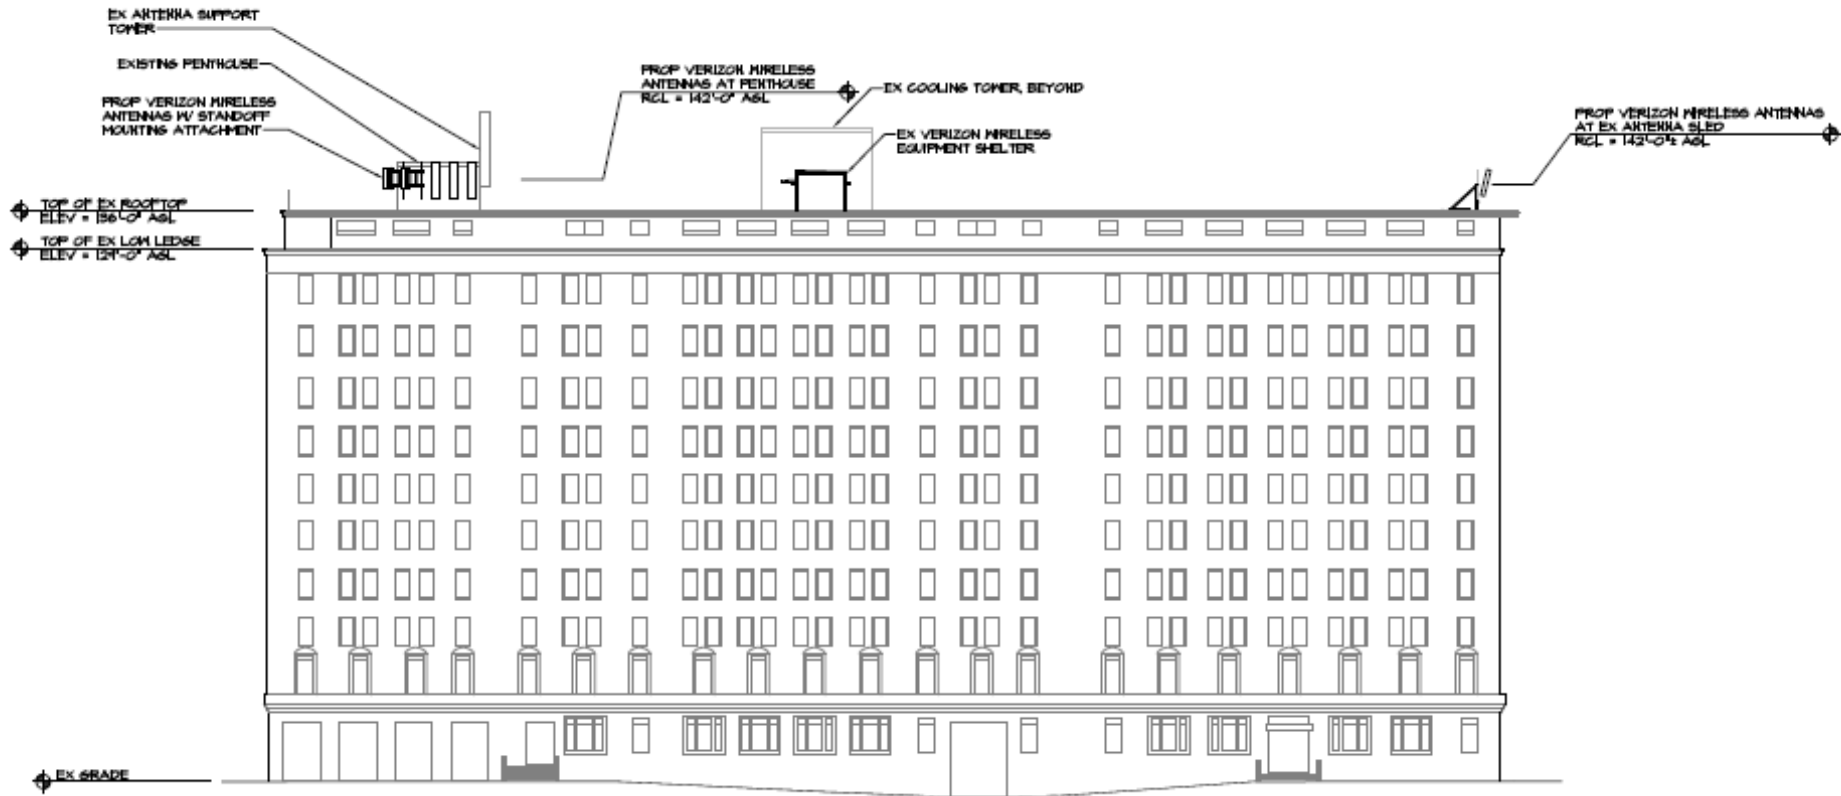 EX ANTENNA SUPPORT
TOWER
EXISTING PENTHOUSE
PROP VERIZON WIRELESS
ANTENNAS W/ STANDOFF
MOUNTING ATTACHMENT
PROP VERIZON WIRELESS
ANTENNAS AT PENTHOUSE
RCL = 142'-0" AGL
EX COOLING TOWER, BEYOND
EX VERIZON WIRELESS
EQUIPMENT SHELTER
PROP VERIZON WIRELESS ANTENNAS
AT EX ANTENNA SLED
RCL = 142'-0"± AGL
TOP OF EX ROOFTOP
ELEV = 136'-0" AGL
TOP OF EX LOW LEDGE
ELEV = 129'-0" AGL
EX GRADE